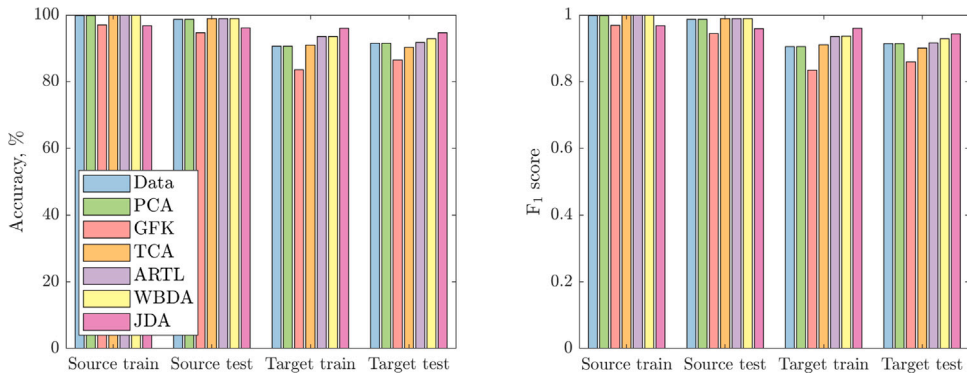 Accuracy, %
100
80
60
40
20
0
Data
PCA
GFK
TCA
ARTL
WBDA
JDA
Source train
Source test
Target train
Target test
F1 score
1
0.8
0.6
0.4
0.2
0
Source train
Source test
Target train
Target test